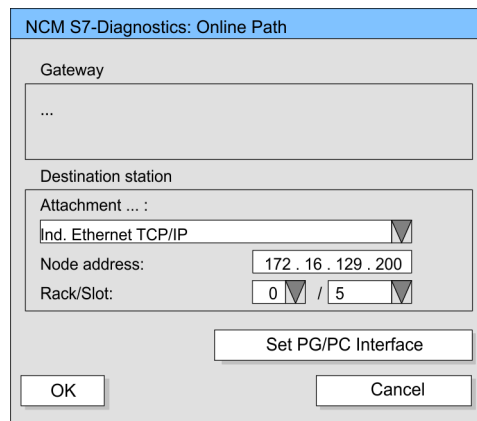 NCM S7-Diagnostics: Online Path
Gateway
...
Destination station
Attachment ... :
Ind. Ethernet TCP/IP
Node address: 172 . 16 . 129 . 200
Rack/Slot: 0 / 5
Set PG/PC Interface
OK Cancel